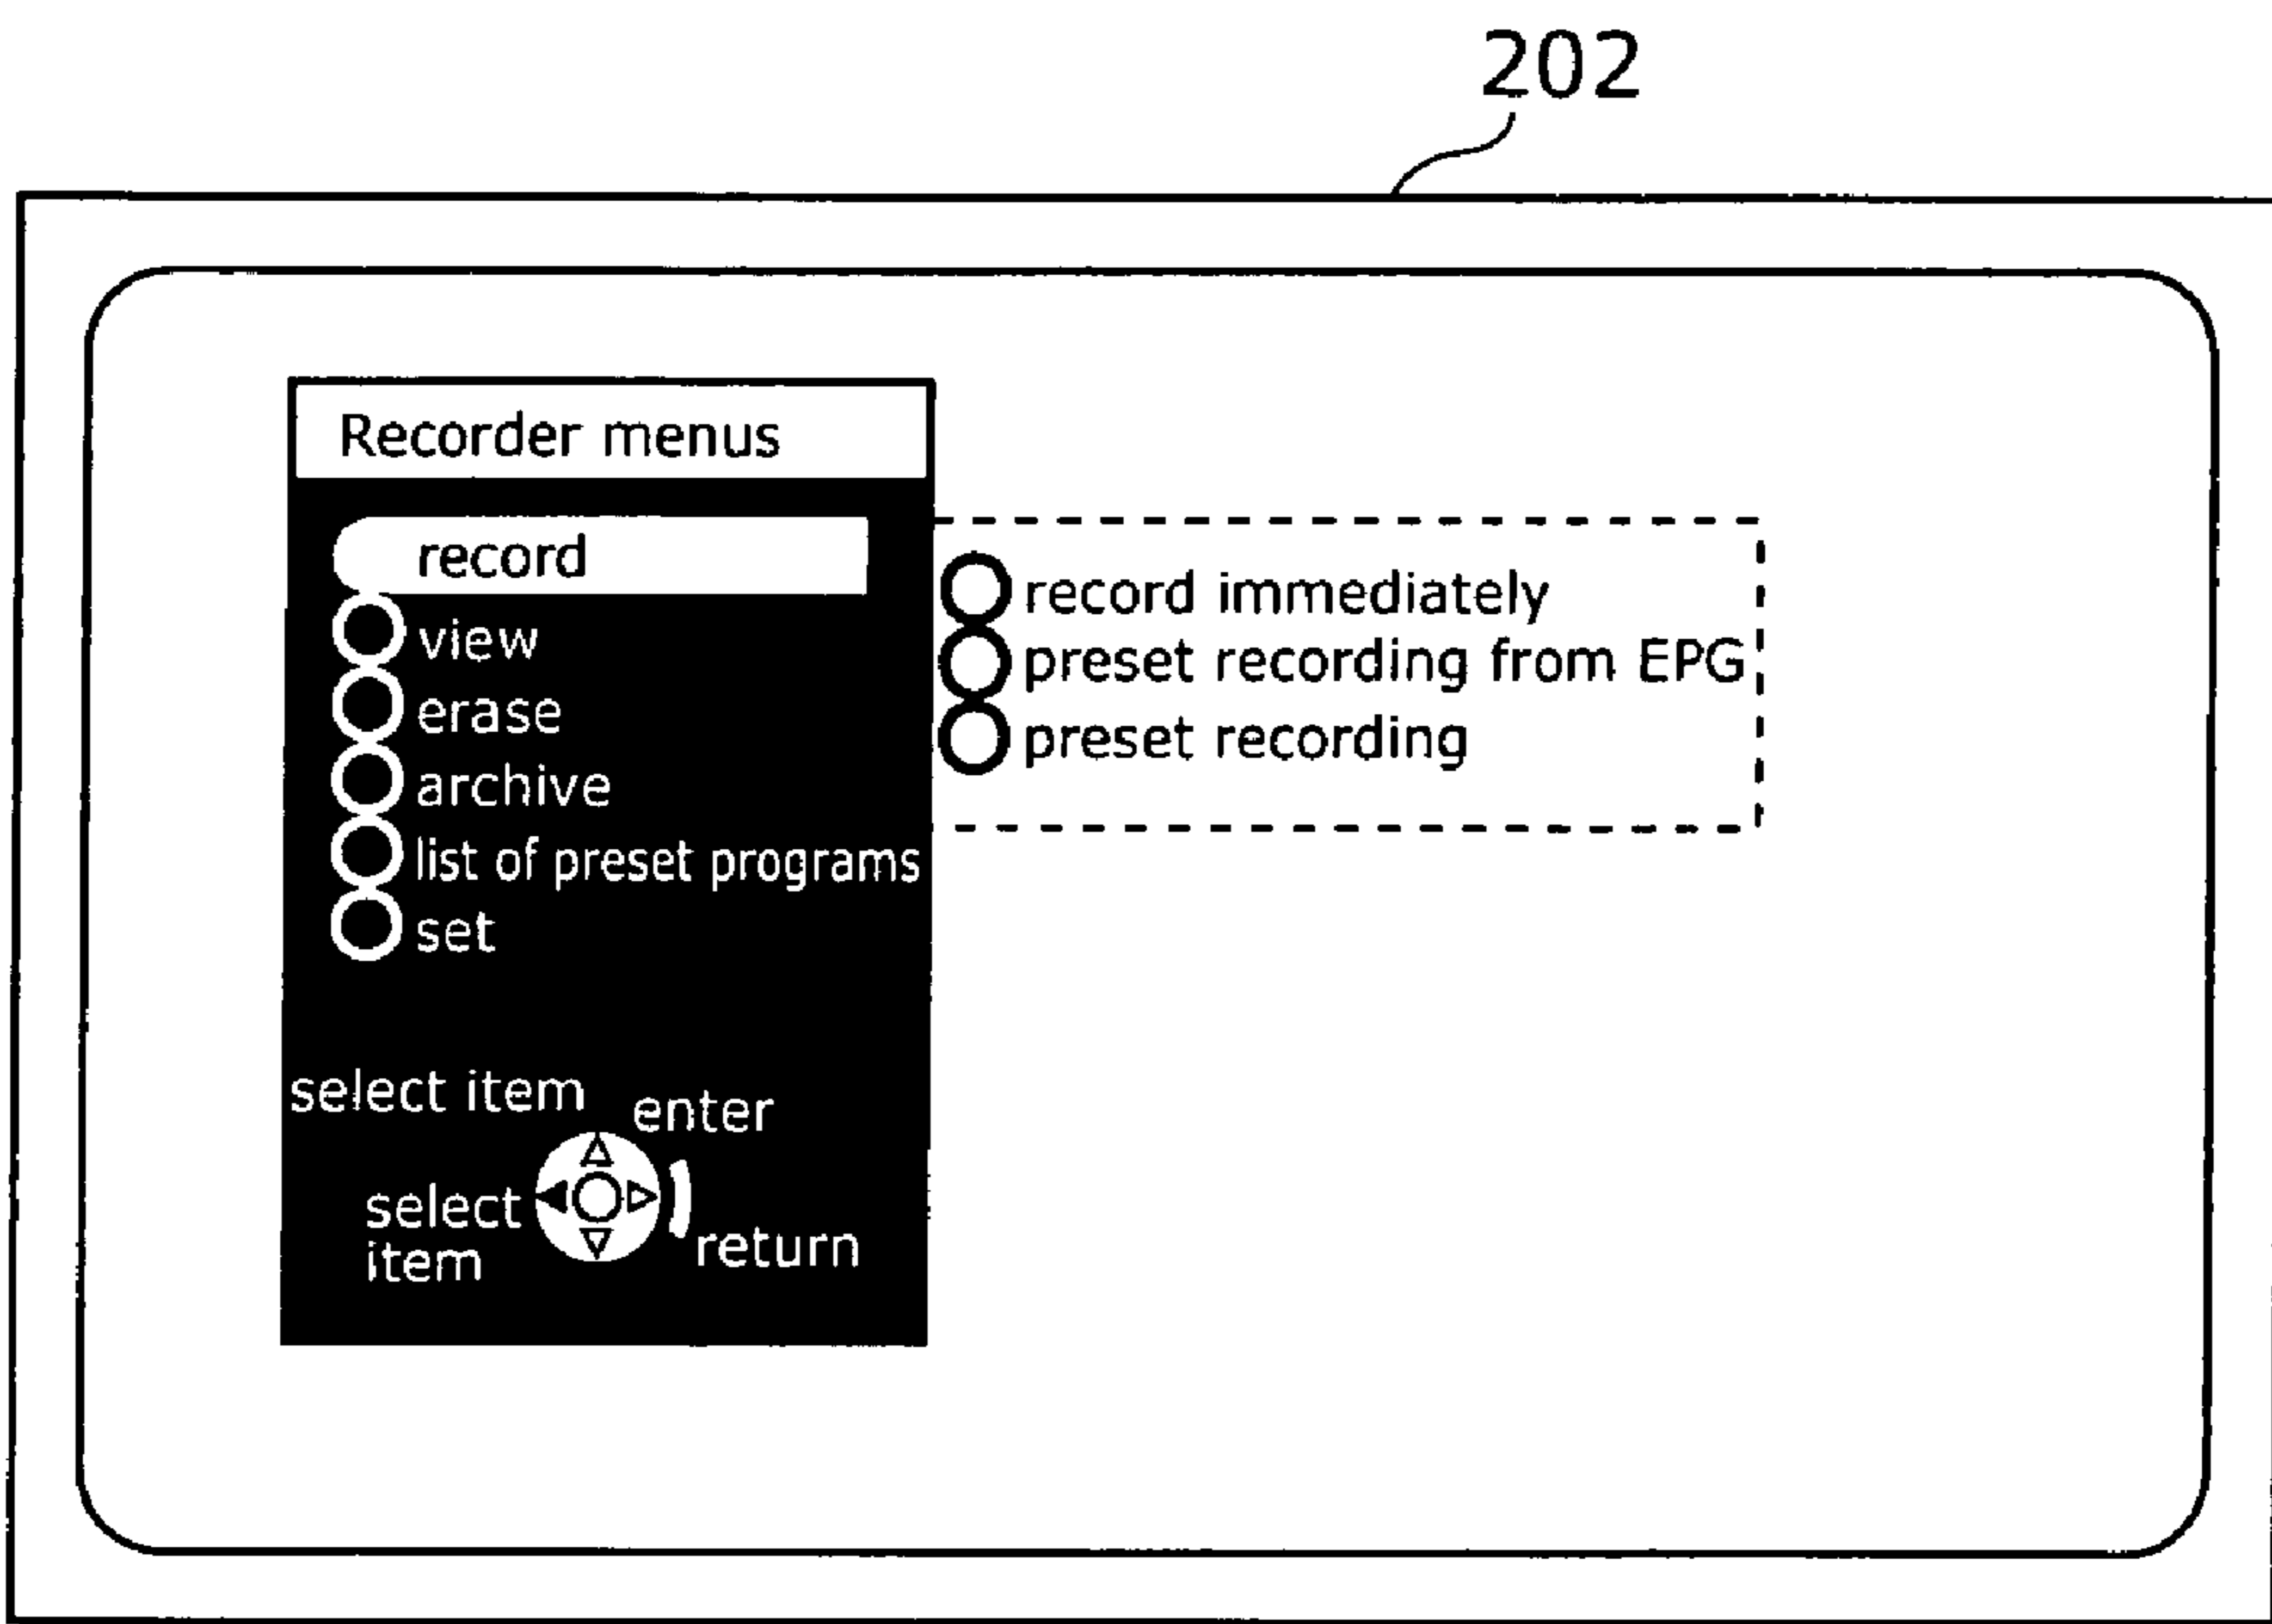 202
Recorder menus
record
view
erase
archive
list of preset programs
set
record immediately
preset recording from EPG
preset recording
select item
enter
select
item
return